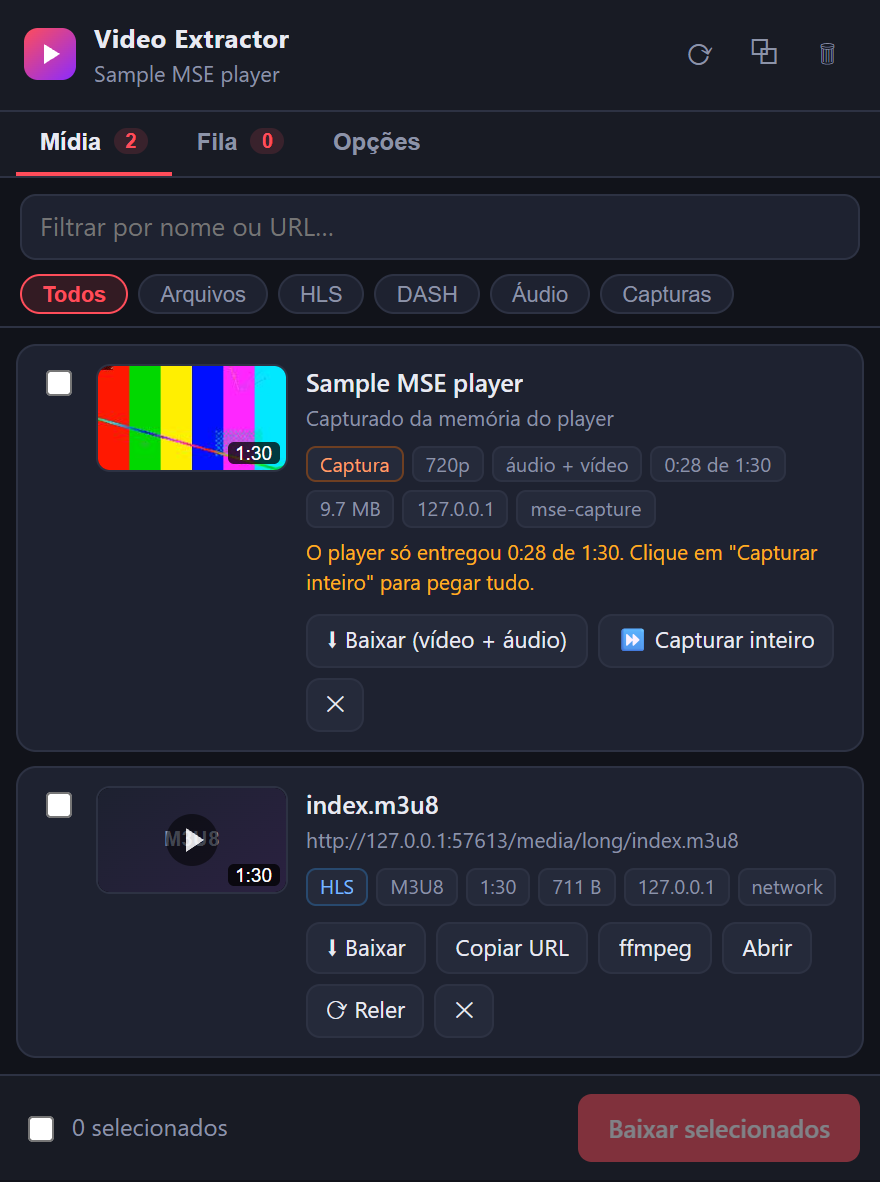 Video Extractor
Sample MSE player
Mídia 2 Fila 0 Opções
Filtrar por nome ou URL...
Todos Arquivos HLS DASH Áudio Capturas
Sample MSE player
Capturado da memória do player
1:30
Captura 720p áudio + vídeo 0:28 de 1:30
9.7 MB 127.0.0.1 mse-capture
O player só entregou 0:28 de 1:30. Clique em "Capturar
inteiro" para pegar tudo.
⬇ Baixar (vídeo + áudio) ⏩ Capturar inteiro
✕
index.m3u8
http://127.0.0.1:57613/media/long/index.m3u8
M3U8
1:30
HLS M3U8 1:30 711 B 127.0.0.1 network
⬇ Baixar Copiar URL ffmpeg Abrir
⟳ Reler ✕
0 selecionados Baixar selecionados